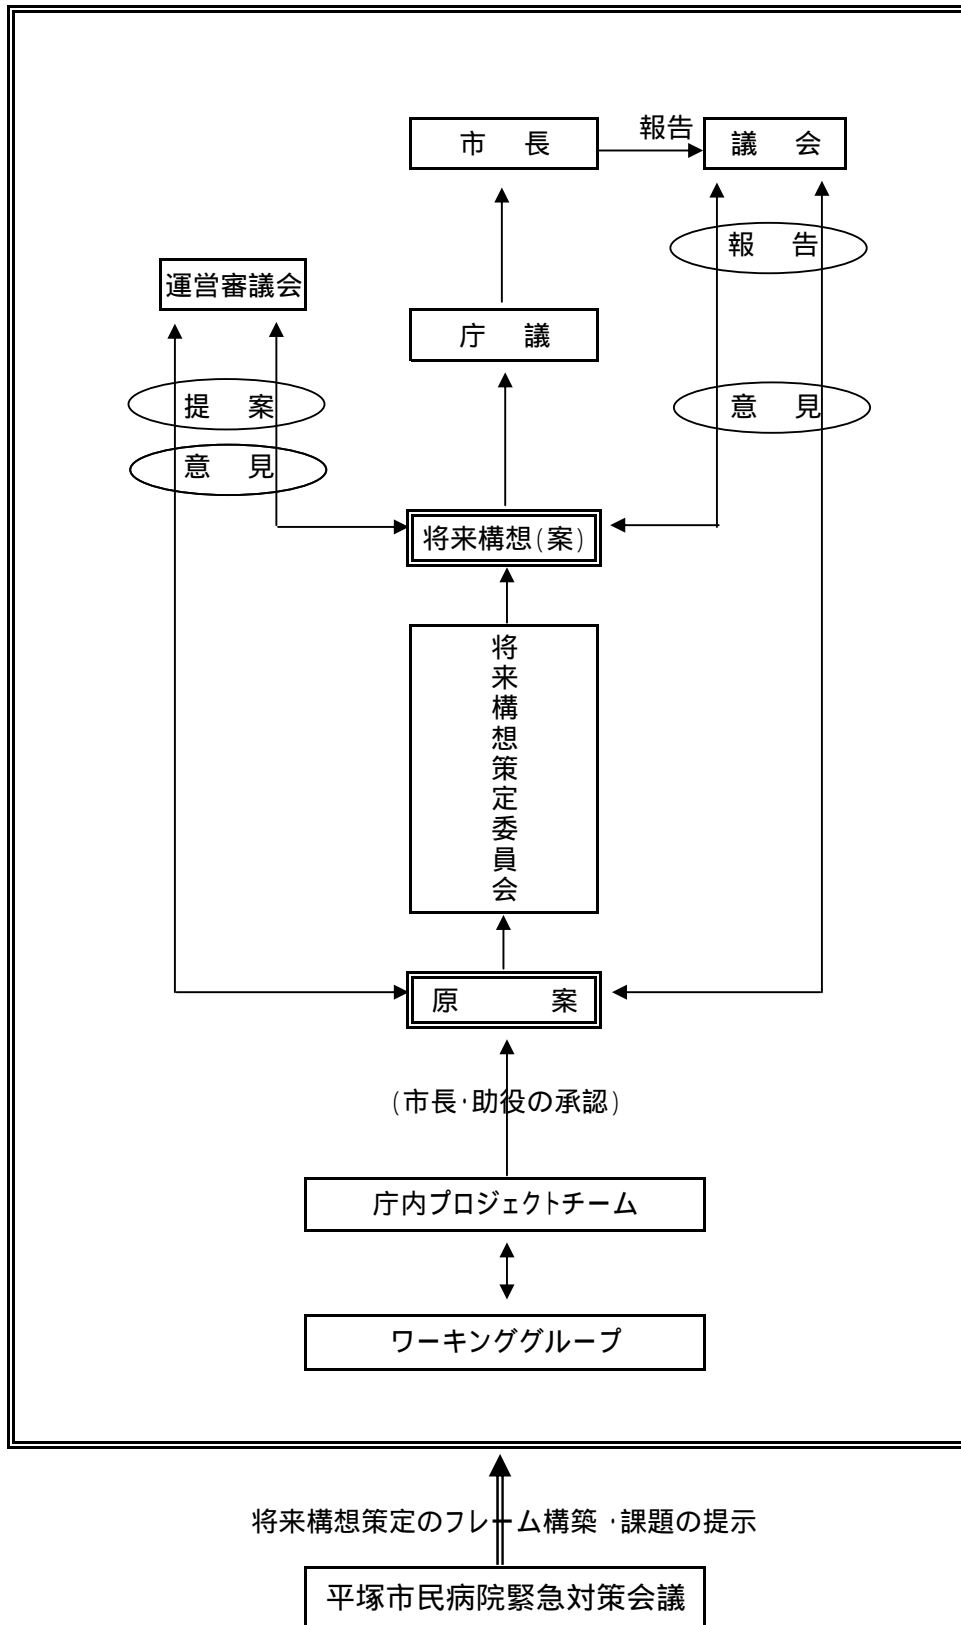 報告
市　長
議　会
報　告
運営審議会
庁　議
提　案
意　見
意　見
将来構想(案)
将来構想策定委員会
原　　　案
(市長・助役の承認)
庁内プロジェクトチーム
ワーキンググループ
将来構想策定のフレーム構築・課題の提示
平塚市民病院緊急対策会議